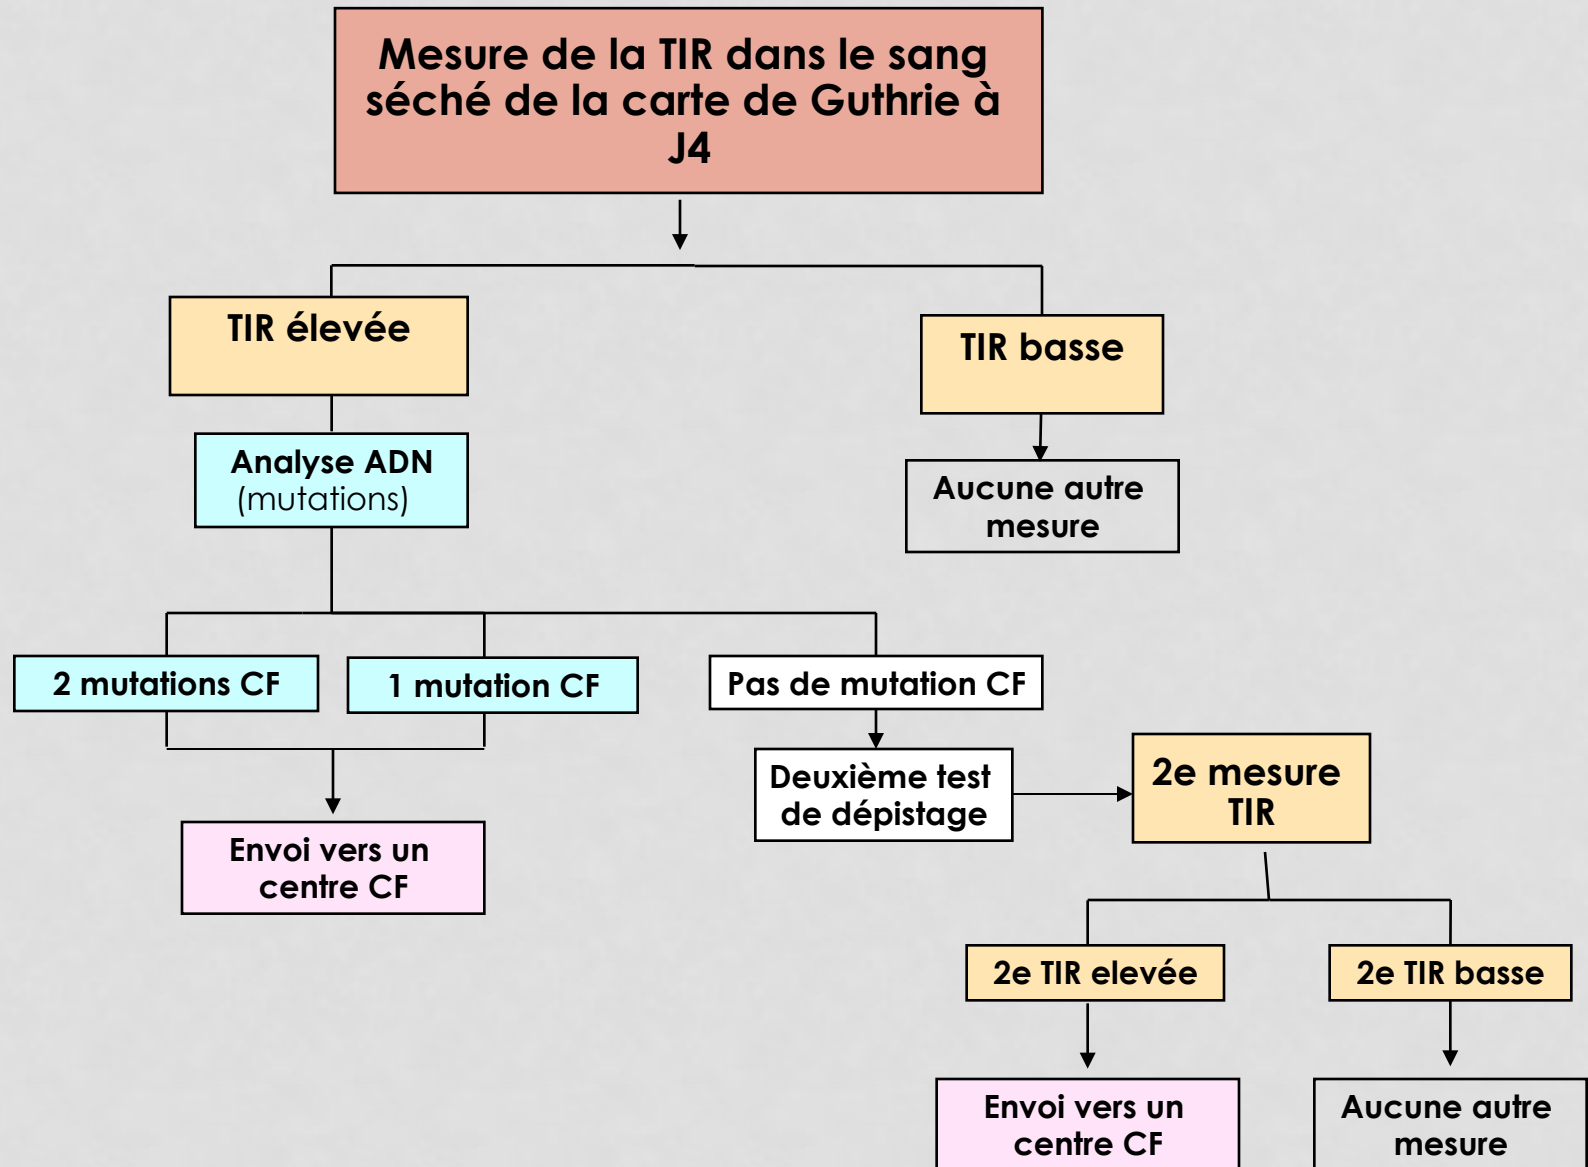 Mesure de la TIR dans le sang
séché de la carte de Guthrie à
J4
TIR élevée
TIR basse
Analyse ADN
(mutations)
Aucune autre
mesure
2 mutations CF
1 mutation CF
Pas de mutation CF
Deuxième test
de dépistage
2e mesure
TIR
Envoi vers un
centre CF
2e TIR elevée
2e TIR basse
Envoi vers un
centre CF
Aucune autre
mesure